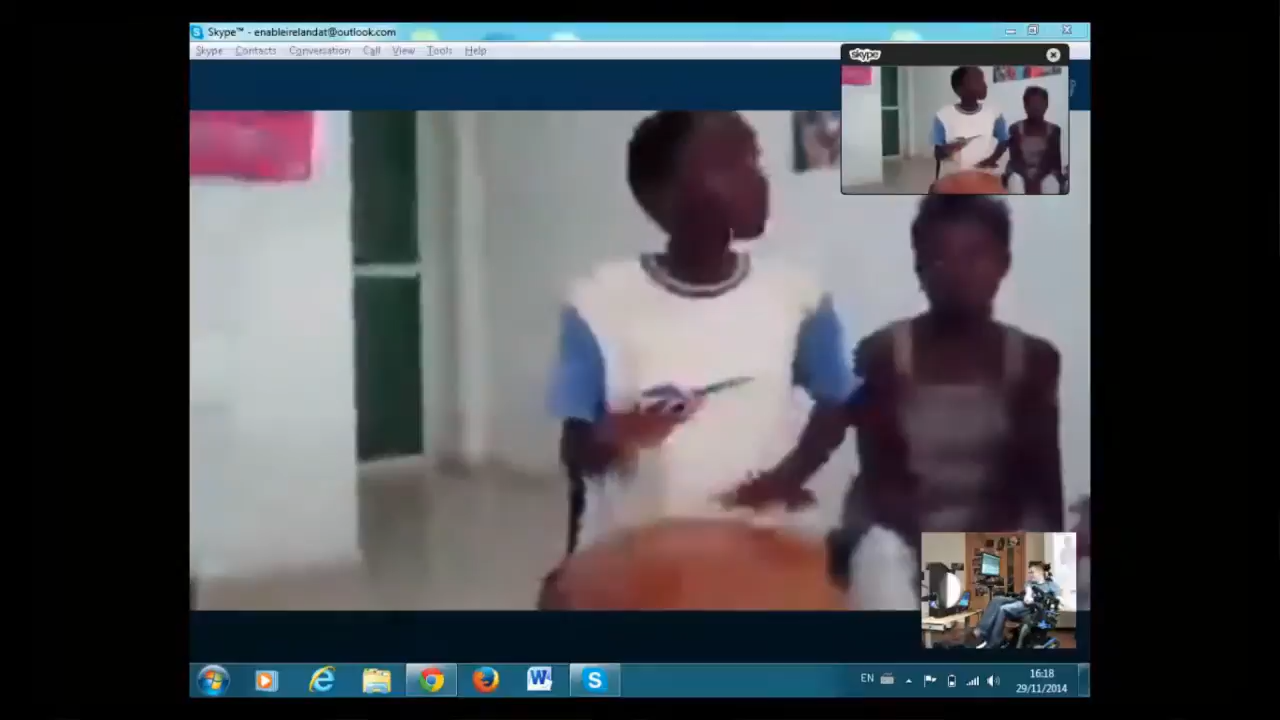 Skype™ - enableirelandat@outlook.com
Skype Contacts Conversation Call View Tools Help
skype
EN
16:18
29/11/2014